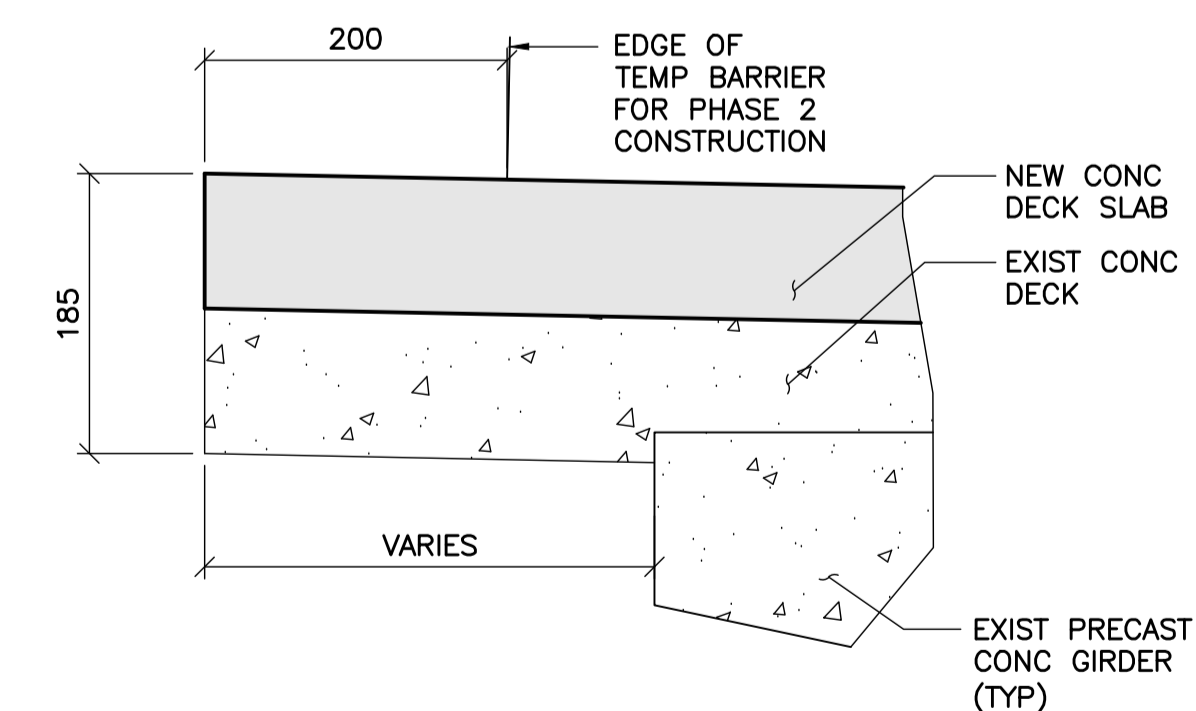 200
EDGE OF
TEMP BARRIER
FOR PHASE 2
CONSTRUCTION
NEW CONC
DECK SLAB
EXIST CONC
DECK
185
VARIES
EXIST PRECAST
CONC GIRDER
(TYP)